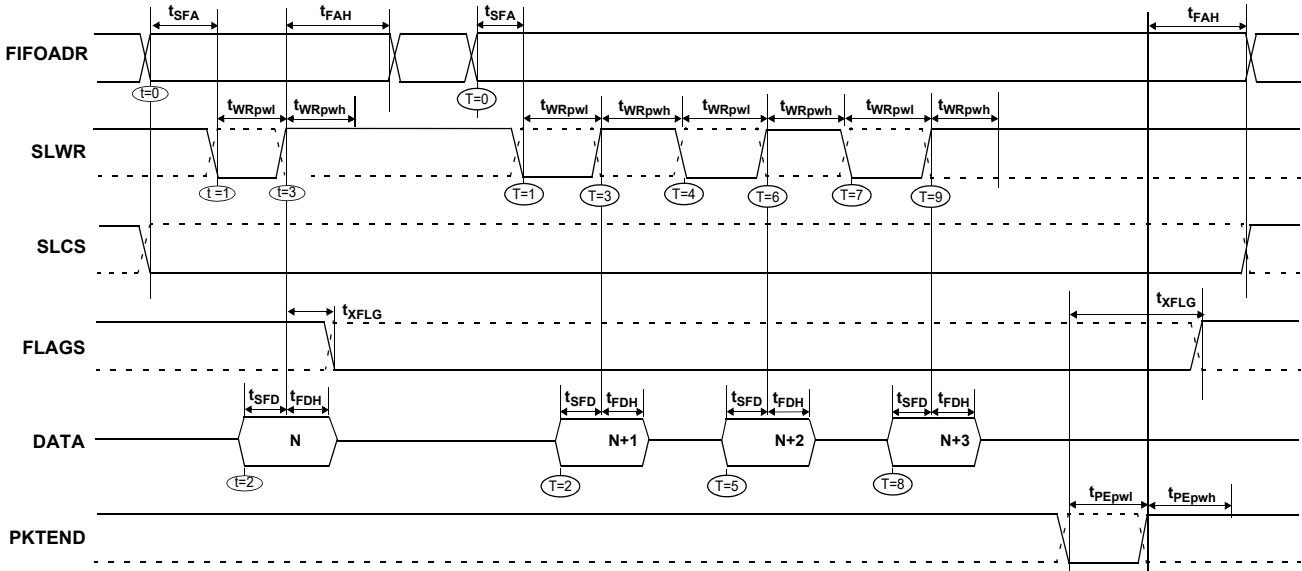 tSFA tFAH tSFA tFAH
FIFOADR
t=0 T=0
tWRpwl tWRpwh tWRpwl tWRpwh tWRpwl tWRpwh tWRpwl tWRpwh
SLWR
t =1 t=3 T=1 T=3 T=4 T=6 T=7 T=9
SLCS
tXFLG tXFLG
FLAGS
tSFD tFDH tSFD tFDH tSFD tFDH tSFD tFDH
DATA N N+1 N+2 N+3
t=2 T=2 T=5 T=8
tPEpwl tPEpwh
PKTEND